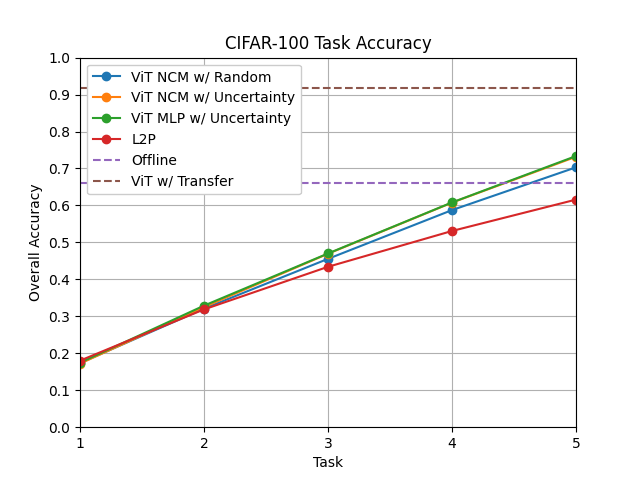 CIFAR-100 Task Accuracy
1.0
0.9
0.8
0.7
0.6
0.5
0.4
0.3
0.2
0.1
0.0
Overall Accuracy
ViT NCM w/ Random
ViT NCM w/ Uncertainty
ViT MLP w/ Uncertainty
L2P
Offline
ViT w/ Transfer
1 2 3 4 5
Task